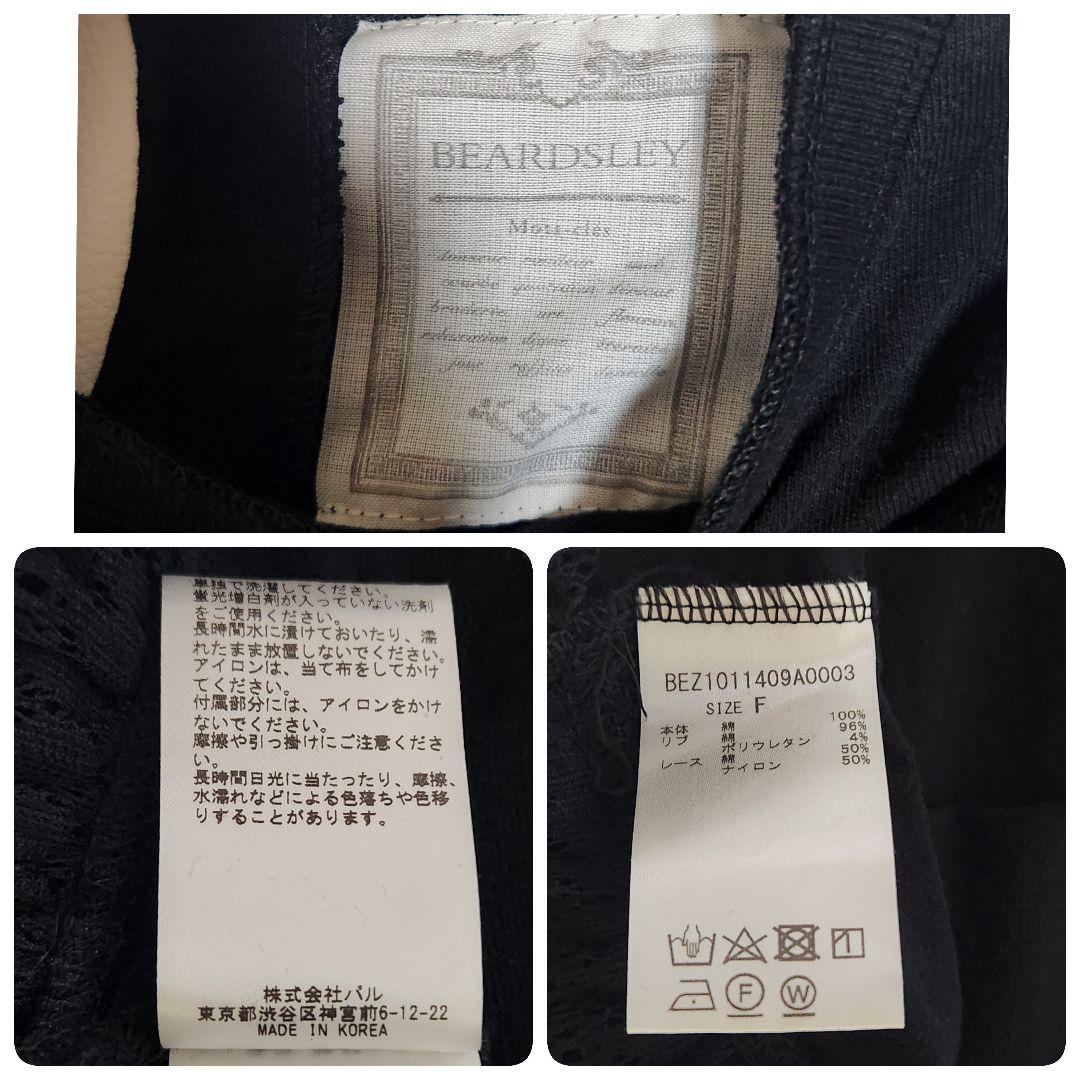 BEARDSLEY
Mots-clés
art
単独で洗濯してください。
蛍光増白剤が入っていない洗剤
をご使用ください。
長時間水に漬けておいたり、濡
れたまま放置しないでください。
アイロンは、当て布をしてかけ
てください。
付属部分には、アイロンをかけ
ないでください。
摩擦や引っ掛けにご注意くださ
い。
長時間日光に当たったり、摩擦、
水濡れなどによる色落ちや色移
りすることがあります。
株式会社パル
東京都渋谷区神宮前6-12-22
MADE IN KOREA
BEZ1011409A0003
SIZE F
本体 綿 100%
リブ 綿 96%
ポリウレタン 4%
レース 綿 50%
ナイロン 50%
F W